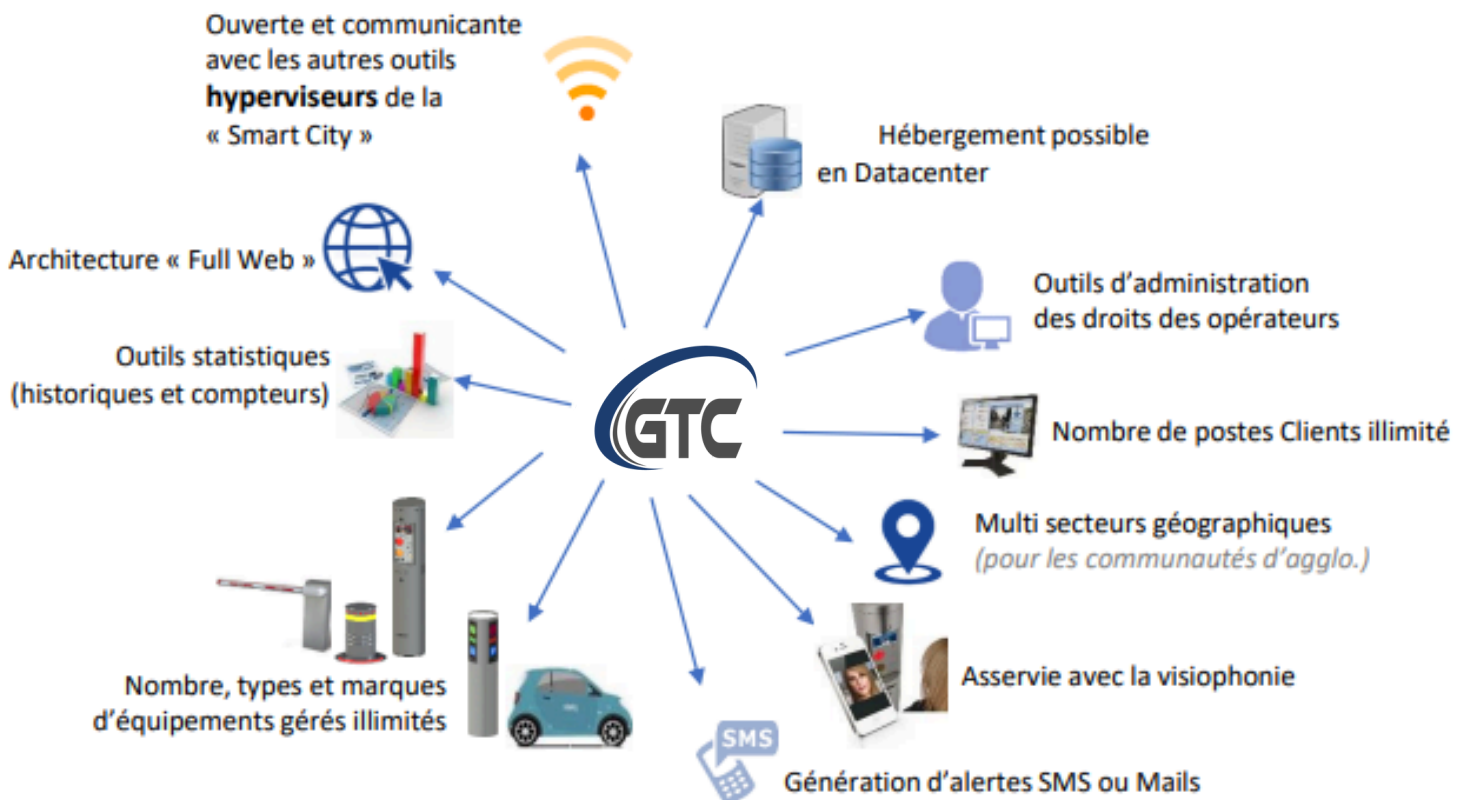 Ouverte et communicante
avec les autres outils
hyperviseurs de la
« Smart City »
Hébergement possible
en Datacenter
Architecture « Full Web »
Outils d'administration
des droits des opérateurs
Outils statistiques
(historiques et compteurs)
GTC
Nombre de postes Clients illimité
Multi secteurs géographiques
(pour les communautés d'agglo.)
Asservie avec la visiophonie
Nombre, types et marques
d'équipements gérés illimités
SMS
Génération d'alertes SMS ou Mails